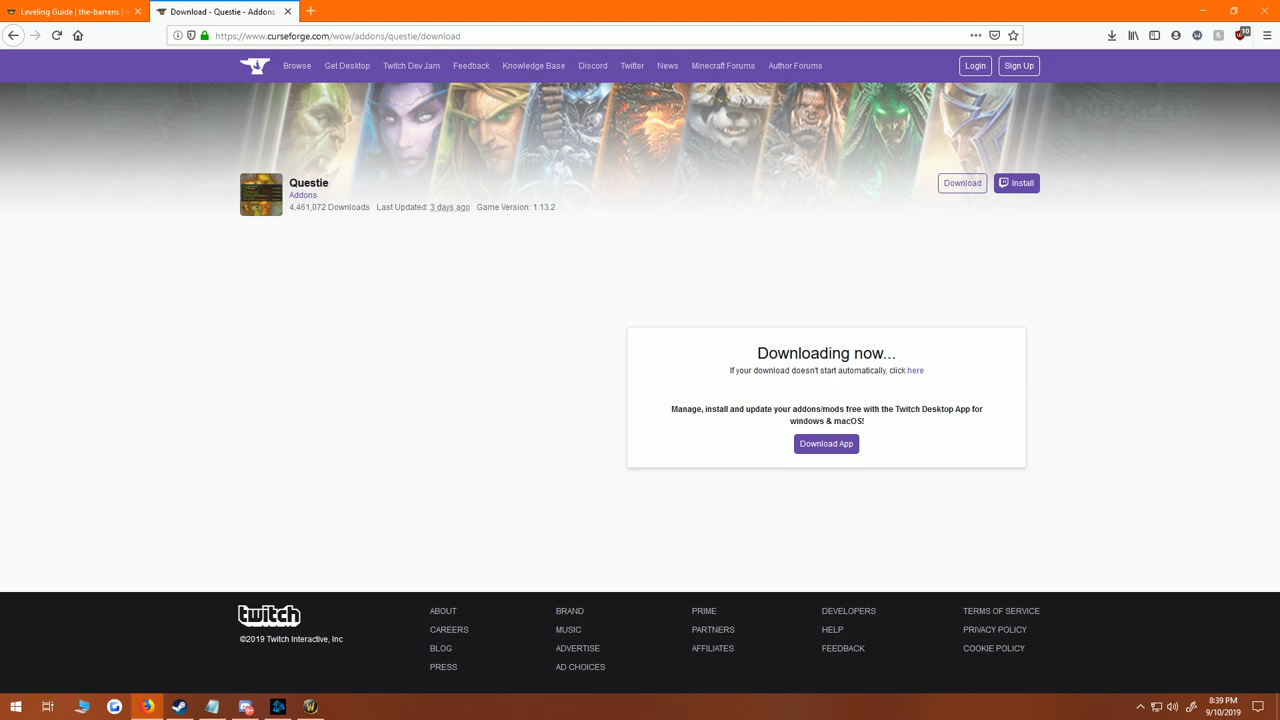 Leveling Guide | the-barrens |
Download - Questie - Addons
https://www.curseforge.com/wow/addons/questie/download
10
Browse Get Desktop Twitch Dev Jam Feedback Knowledge Base Discord Twitter News Minecraft Forums Author Forums Login Sign Up
Questie
Addons
4,461,072 Downloads Last Updated: 3 days ago Game Version: 1.13.2
Download Install
Downloading now...
If your download doesn't start automatically, click here
Manage, install and update your addons/mods free with the Twitch Desktop App for
windows & macOS!
Download App
twitch
©2019 Twitch Interactive, Inc
ABOUT
CAREERS
BLOG
PRESS
BRAND
MUSIC
ADVERTISE
AD CHOICES
PRIME
PARTNERS
AFFILIATES
DEVELOPERS
HELP
FEEDBACK
TERMS OF SERVICE
PRIVACY POLICY
COOKIE POLICY
8:39 PM
9/10/2019